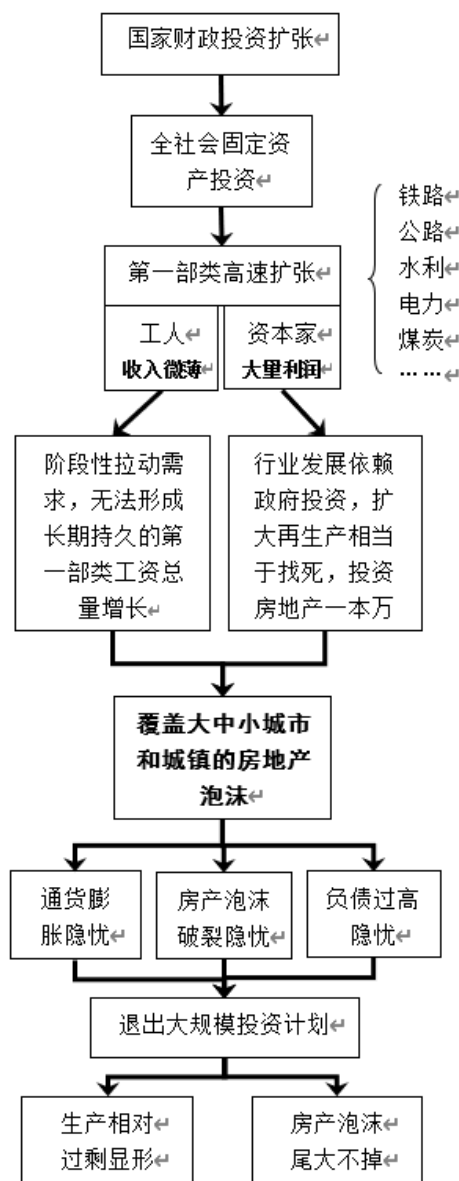 国家财政投资扩张
全社会固定资
产投资
第一部类高速扩张
工人
收入微薄
资本家
大量利润
铁路
公路
水利
电力
煤炭
……
阶段性拉动需
求，无法形成
长期持久的第
一部类工资总
量增长
行业发展依赖
政府投资，扩
大再生产相当
于找死，投资
房地产一本万
覆盖大中小城市
和城镇的房地产
泡沫
通货膨
胀隐忧
房产泡沫
破裂隐忧
负债过高
隐忧
退出大规模投资计划
生产相对
过剩显形
房产泡沫
尾大不掉